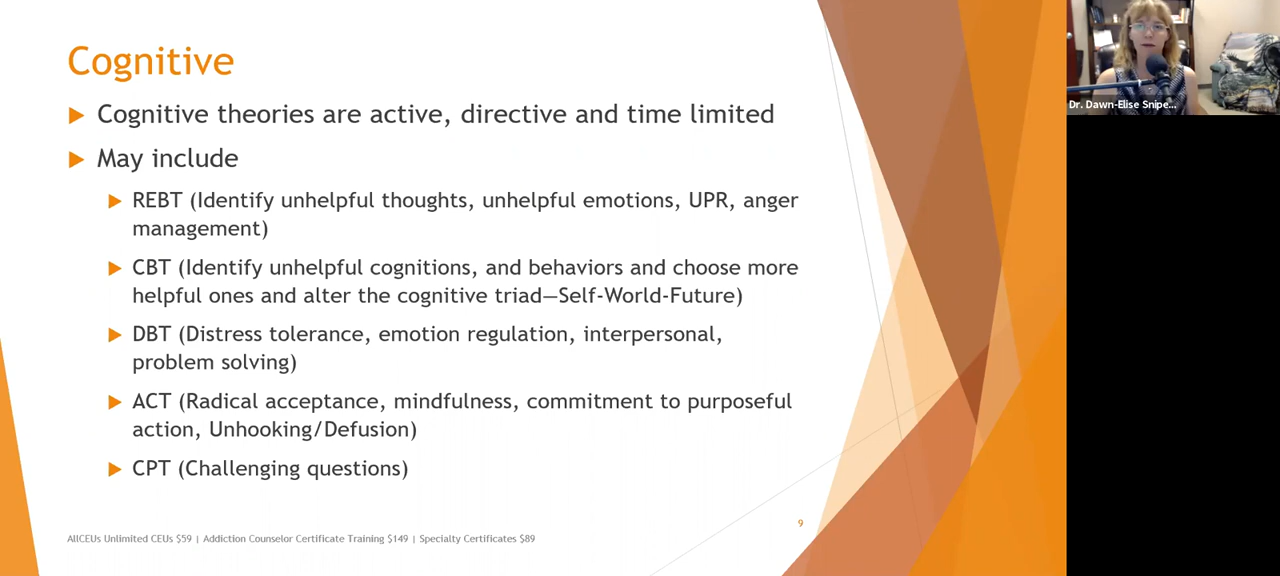 Cognitive
Cognitive theories are active, directive and time limited
May include
REBT (Identify unhelpful thoughts, unhelpful emotions, UPR, anger
management)
CBT (Identify unhelpful cognitions, and behaviors and choose more
helpful ones and alter the cognitive triad—Self-World-Future)
DBT (Distress tolerance, emotion regulation, interpersonal,
problem solving)
ACT (Radical acceptance, mindfulness, commitment to purposeful
action, Unhooking/Defusion)
CPT (Challenging questions)
9
AllCEUs Unlimited CEUs $59 | Addiction Counselor Certificate Training $149 | Specialty Certificates $89
Dr. Dawn-Elise Snipe...